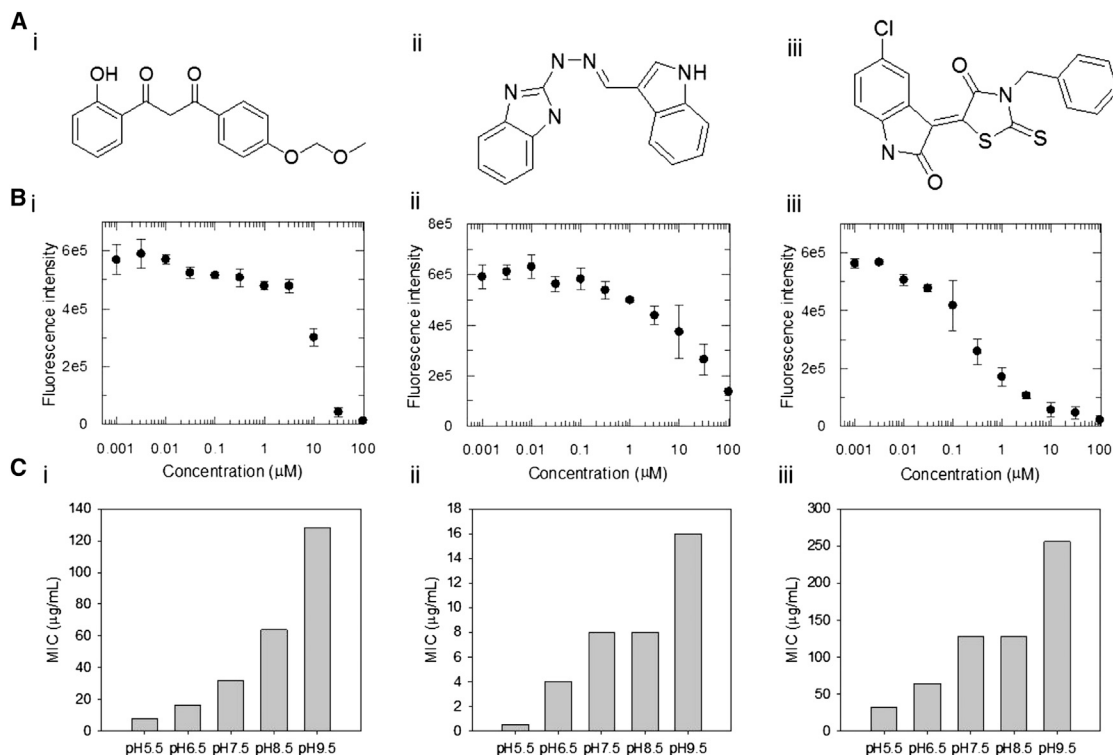 A
i
ii
iii
OH
O
O
O
O
N
N
N
N
NH
Cl
O
N
S
S
N
O
B
i
ii
iii
Fluorescence intensity
6e5
4e5
2e5
0
0.001 0.01 0.1 1 10 100
Concentration (μM)
Fluorescence intensity
8e5
6e5
4e5
2e5
0
0.001 0.01 0.1 1 10 100
Concentration (μM)
Fluorescence intensity
6e5
4e5
2e5
0
0.001 0.01 0.1 1 10 100
Concentration (μM)
C
i
ii
iii
MIC (μg/mL)
140
120
100
80
60
40
20
0
pH5.5 pH6.5 pH7.5 pH8.5 pH9.5
MIC (μg/mL)
18
16
14
12
10
8
6
4
2
0
pH5.5 pH6.5 pH7.5 pH8.5 pH9.5
MIC (μg/mL)
300
250
200
150
100
50
0
pH5.5 pH6.5 pH7.5 pH8.5 pH9.5